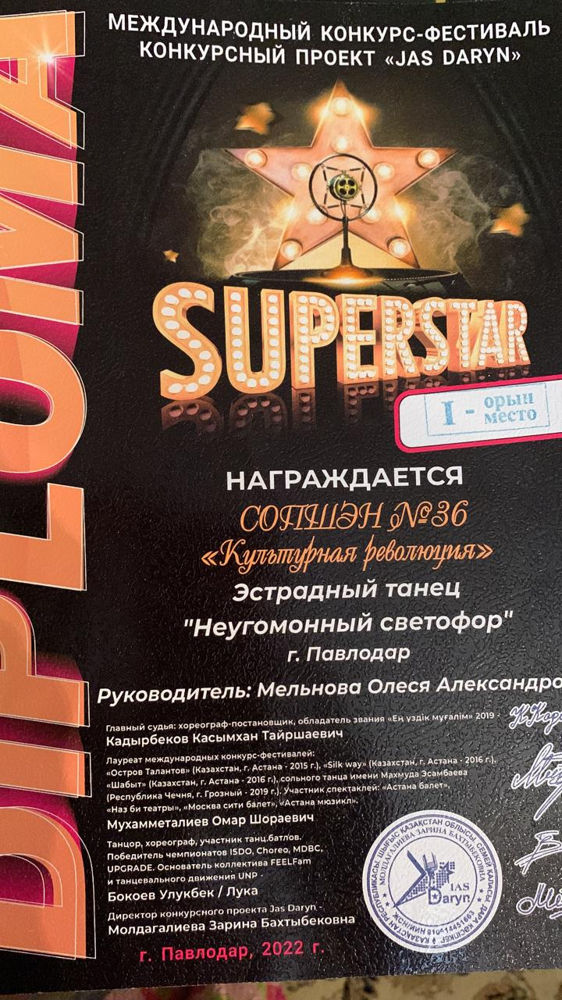 DIPLOMA
МЕЖДУНАРОДНЫЙ КОНКУРС-ФЕСТИВАЛЬ
КОНКУРСНЫЙ ПРОЕКТ «JAS DARYN»
SUPERSTAR
I - орын
место
НАГРАЖДАЕТСЯ
СОПШЭН №36
«Культурная революция»
Эстрадный танец
"Неугомонный светофор"
г. Павлодар
Руководитель: Мельнова Олеся Александро
Главный судья: хореограф-постановщик, обладатель звания «Ең үздік мұғалім» 2019 -
Кадырбеков Касымхан Тайршаевич
Лауреат международных конкурс-фестивалей:
«Остров Талантов» (Казахстан, г. Астана - 2015 г.), «Silk way» (Казахстан, г. Астана - 2016 г.),
«Шабыт» (Казахстан, г. Астана - 2016 г.), сольного танца имени Махмуда Эсамбаева
(Республика Чечня, г. Грозный - 2019 г.). Участник спектаклей: «Астана балет»,
«Наз би театры», «Москва сити балет», «Астана мюзикл».
Мухамметалиев Омар Шораевич
Танцор, хореограф, участник танц.батлов.
Победитель чемпионатов ISDO, Choreo, MDBC,
UPGRADE. Основатель коллектива FEELFam
и танцевального движения UNP -
Бокоев Улукбек / Лука
Директор конкурсного проекта Jas Daryn -
Молдагалиева Зарина Бахтыбековна
г. Павлодар, 2022 г.
ҚАЗАҚСТАН РЕСПУБЛИКАСЫ, ШЫҒЫС ҚАЗАҚСТАН ОБЛЫСЫ, СЕМЕЙ ҚАЛАСЫ, ДАРА КӘСІПКЕР
МОЛДАГАЛИЕВА ЗАРИНА БАХТЫБЕКОВНА
JAS
Daryn
ЖСН/ИИН